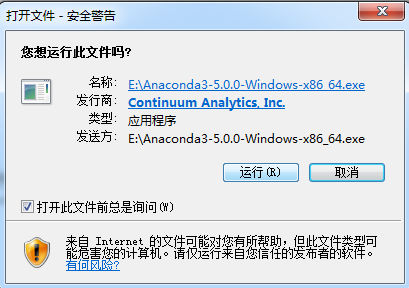 打开文件 - 安全警告
您想运行此文件吗?
名称: E:\Anaconda3-5.0.0-Windows-x86_64.exe
发行商: Continuum Analytics, Inc.
类型: 应用程序
发送方: E:\Anaconda3-5.0.0-Windows-x86_64.exe
运行(R) 取消
打开此文件前总是询问(W)
来自 Internet 的文件可能对您有所帮助，但此文件类型可
能危害您的计算机。请仅运行来自您信任的发布者的软件。
有何风险?